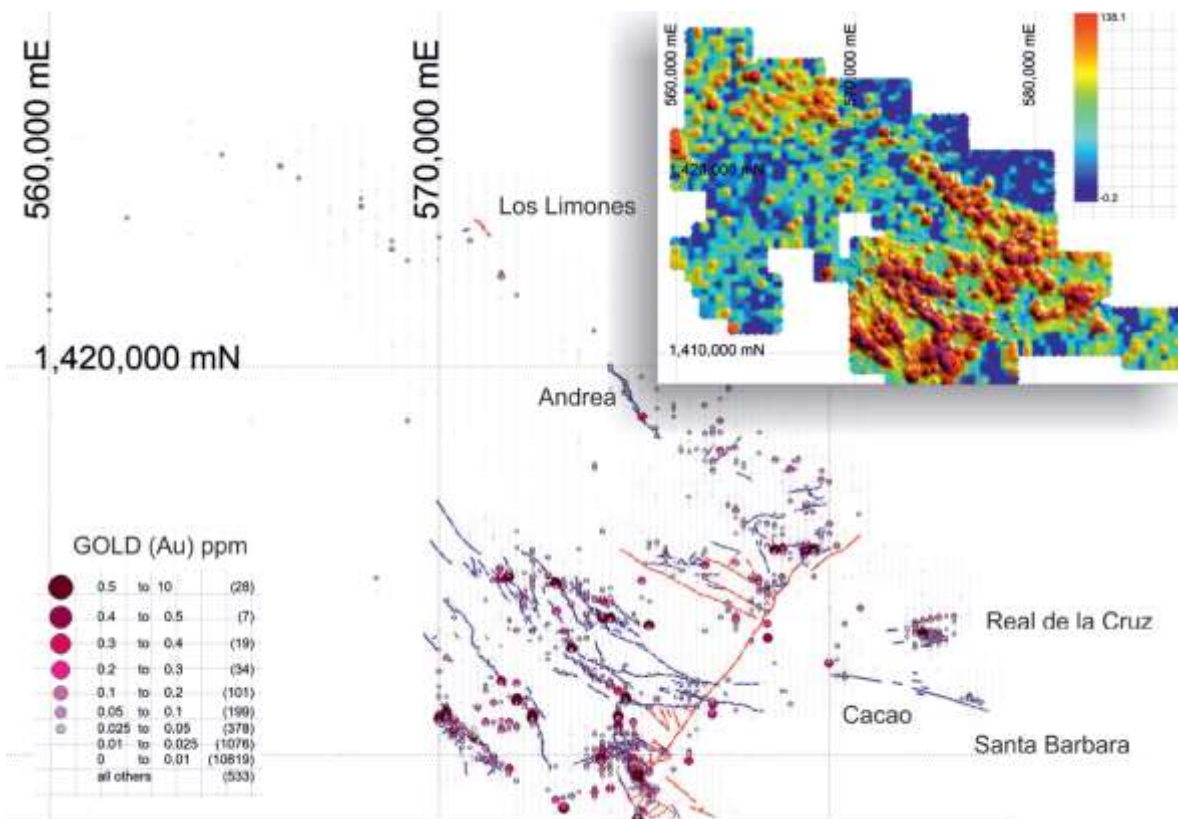 560,000 mE
570,000 mE
Los Limones
1,420,000 mN
Andrea
560,000 mE
570,000 mE
580,000 mE
138.1
-0.2
1,420,000 mN
1,410,000 mN
GOLD (Au) ppm
0.5 to 10 (28)
0.4 to 0.5 (7)
0.3 to 0.4 (19)
0.2 to 0.3 (34)
0.1 to 0.2 (101)
0.05 to 0.1 (199)
0.025 to 0.05 (378)
0.01 to 0.025 (1076)
0 to 0.01 (10819)
all others (533)
Real de la Cruz
Cacao
Santa Barbara